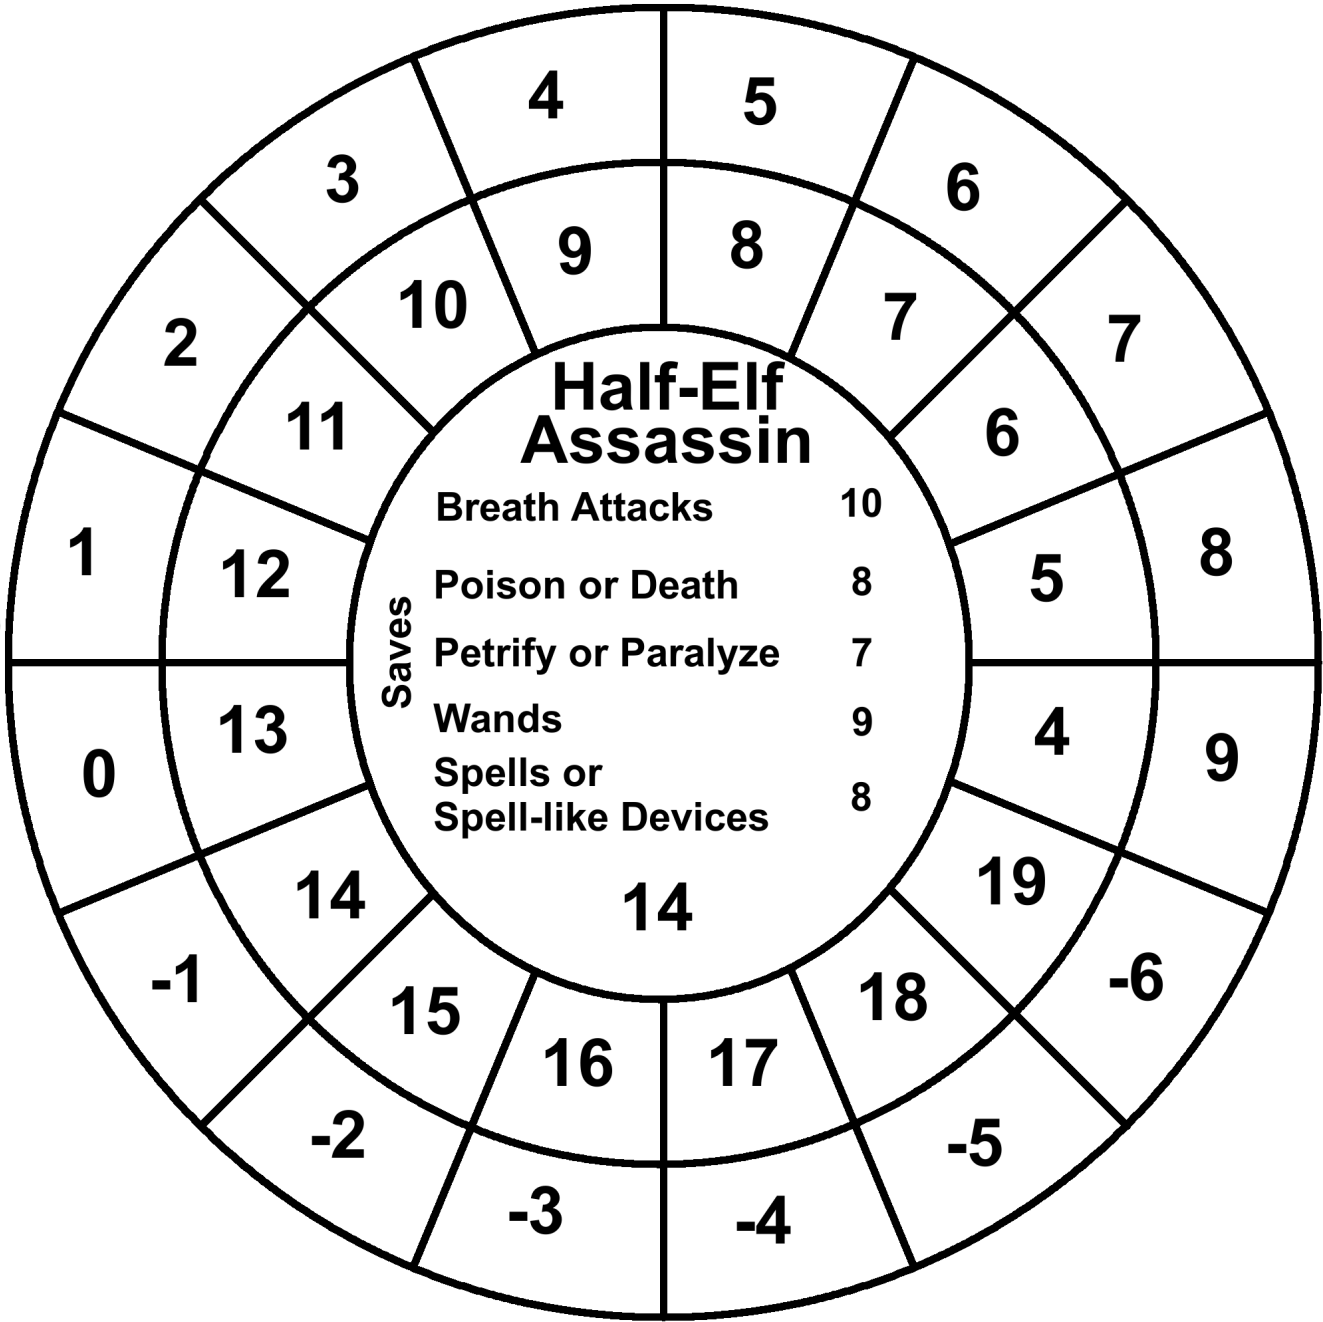 4 5
3 6
9 8
10 7
2 7
Half-Elf
11 6
Assassin
Breath Attacks 10
1 8
12 5
Poison or Death 8
Saves
Petrify or Paralyze 7
Wands 9
13 4
0 9
Spells or
Spell-like Devices 8
14 19
14
-1 -6
15 18
16 17
-2 -5
-3 -4